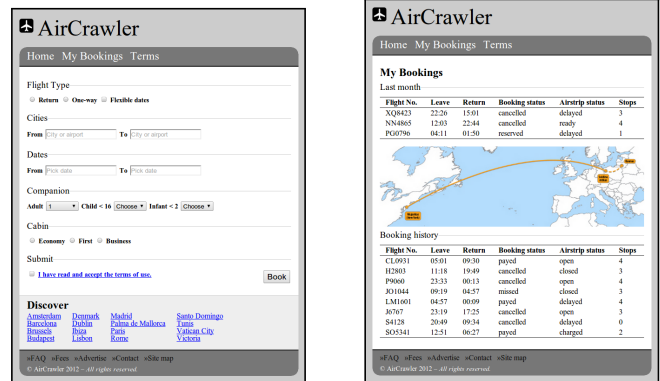 AirCrawler
Home My Bookings Terms
Flight Type
Return One-way Flexible dates
Cities
From City or airport To City or airport
Dates
From Pick date To Pick date
Companion
Adult 1 Child < 16 Choose Infant < 2 Choose
Cabin
Economy First Business
Submit
I have read and accept the terms of use. Book
Discover
Amsterdam Denmark Madrid Santo Domingo
Barcelona Dublin Palma de Mallorca Tunis
Brussels Ibiza Paris Vatican City
Budapest Lisbon Rome Victoria
»FAQ »Fees »Advertise »Contact »Site map
© AirCrawler 2012 – All rights reserved.
AirCrawler
Home My Bookings Terms
My Bookings
Last month
Flight No. Leave Return Booking status Airstrip status Stops
XQ8423 22:26 15:01 cancelled delayed 3
NN4865 12:03 22:44 cancelled ready 4
PG0796 04:11 01:50 reserved delayed 1
Booking history
Flight No. Leave Return Booking status Airstrip status Stops
CL0931 05:01 09:30 payed open 4
H2803 11:18 19:49 cancelled closed 3
P9060 23:33 00:13 cancelled open 4
JO1044 09:19 04:57 missed closed 3
LM1601 04:57 00:09 payed delayed 4
J6767 23:19 17:25 cancelled open 3
S4128 20:49 09:34 cancelled delayed 0
SO5341 12:51 06:27 payed charged 2
»FAQ »Fees »Advertise »Contact »Site map
© AirCrawler 2012 – All rights reserved.